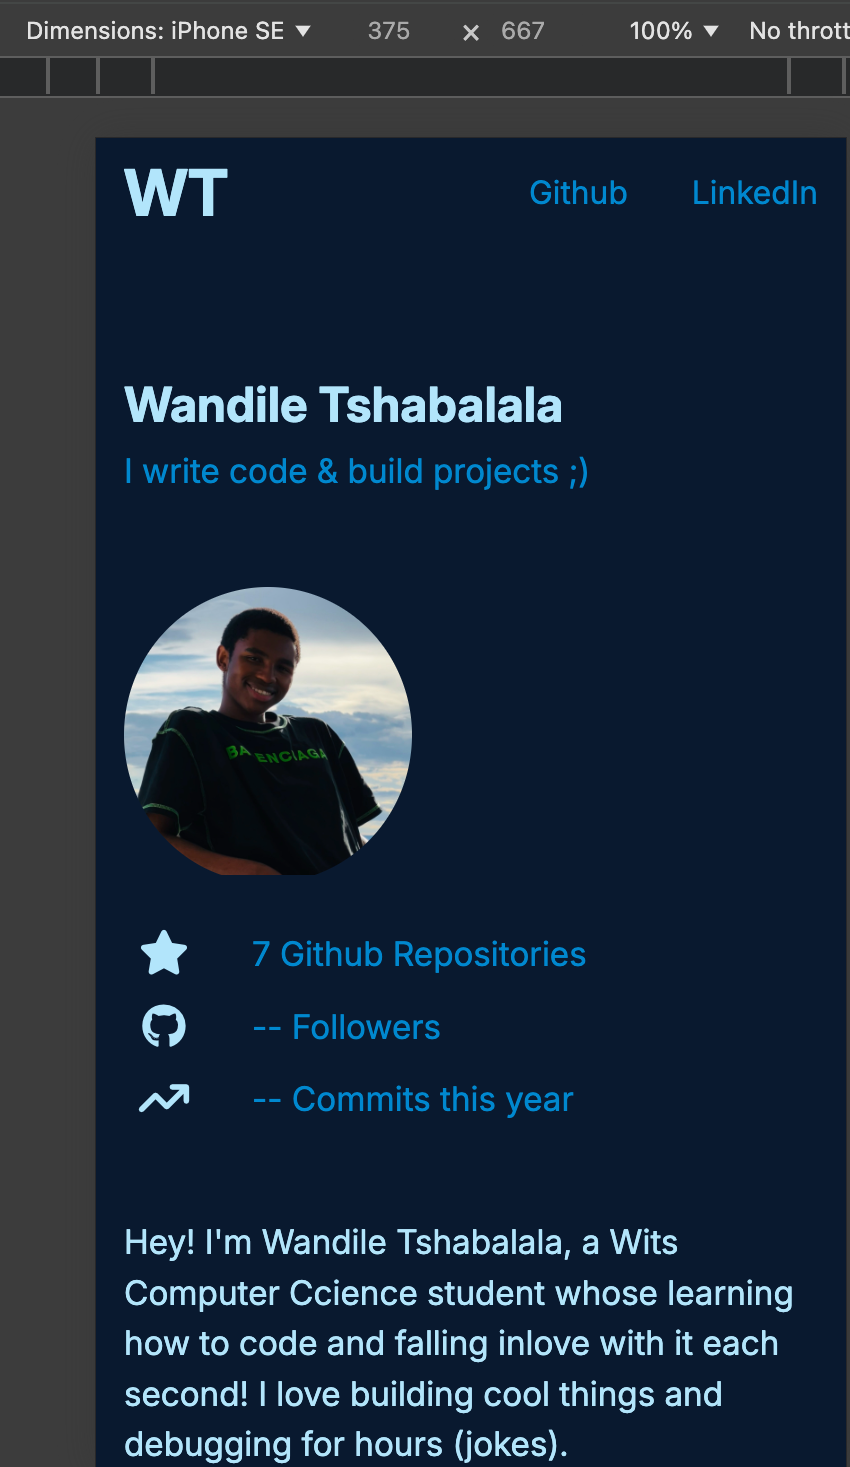 Dimensions: iPhone SE ▼ 375 × 667 100% ▼ No thrott
WT Github LinkedIn
Wandile Tshabalala
I write code & build projects ;)
BA ENCIAGA
7 Github Repositories
-- Followers
-- Commits this year
Hey! I'm Wandile Tshabalala, a Wits
Computer Ccience student whose learning
how to code and falling inlove with it each
second! I love building cool things and
debugging for hours (jokes).